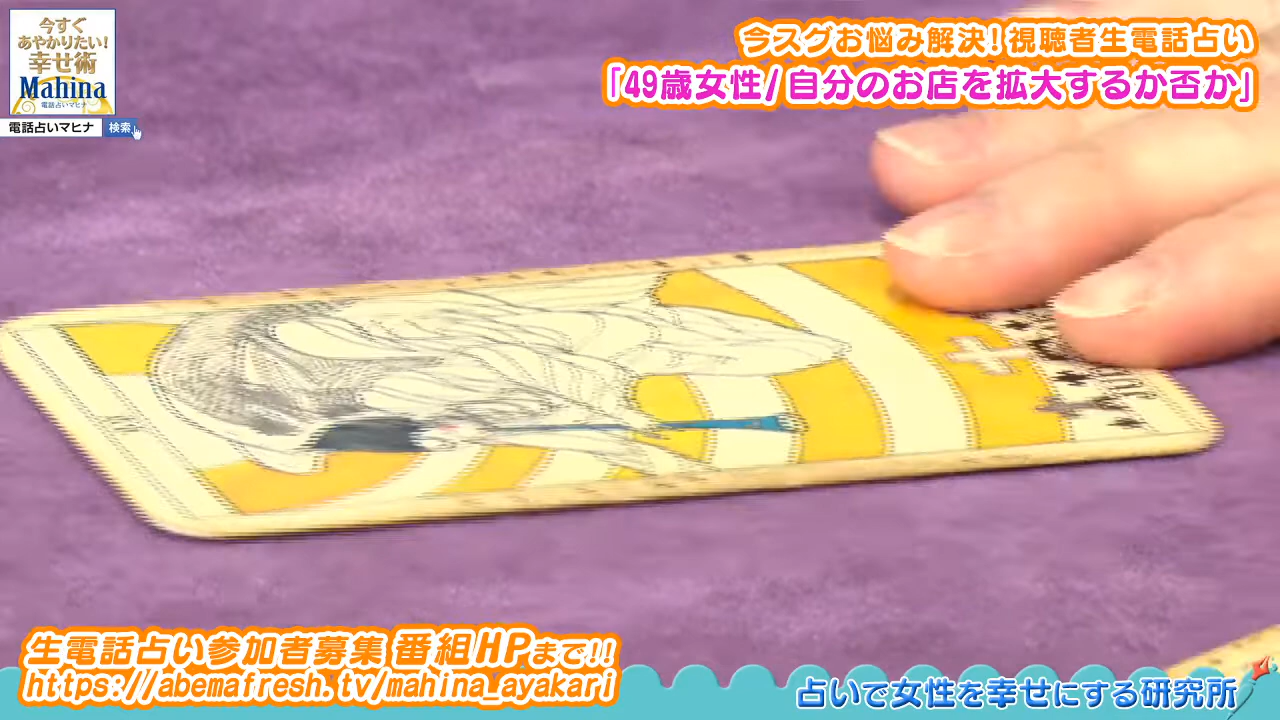 今すぐ
あやかりたい!
幸せ術
Mahina
電話占いマヒナ
電話占いマヒナ 検索
今スグお悩み解決!視聴者生電話占い
「49歳女性/自分のお店を拡大するか否か」
生電話占い参加者募集 番組HPまで!!
https://abemafresh.tv/mahina_ayakari
占いで女性を幸せにする研究所